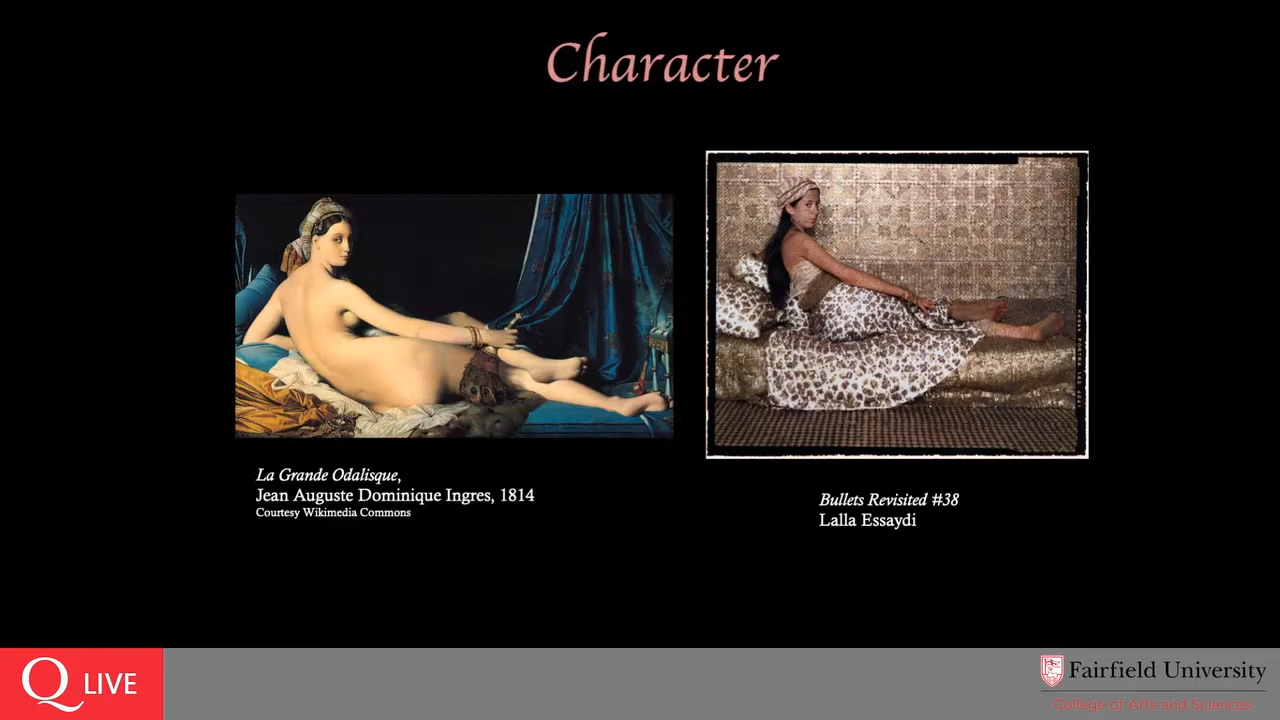 Character
La Grande Odalisque,
Jean Auguste Dominique Ingres, 1814
Courtesy Wikimedia Commons
Bullets Revisited #38
Lalla Essaydi
Q LIVE
Fairfield University
College of Arts and Sciences